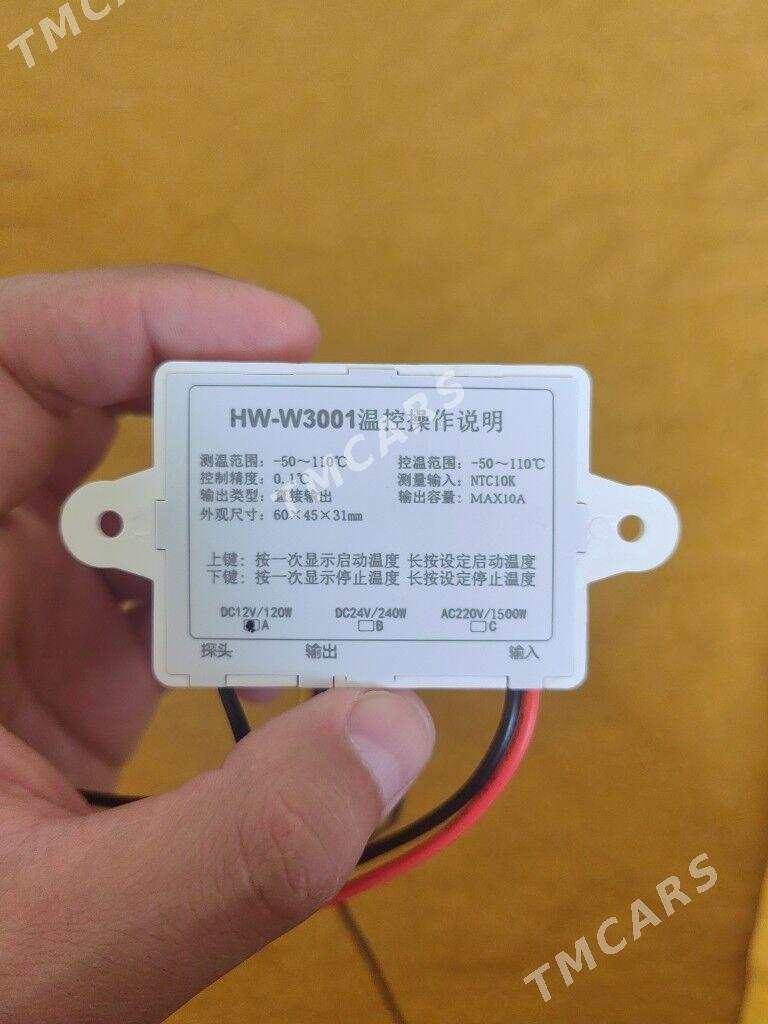 TMCARS
HW-W3001温控操作说明
测温范围: -50～110℃ 控温范围: -50～110℃
控制精度: 0.1℃ 测量输入: NTC10K
输出类型: 直接输出 输出容量: MAX10A
外观尺寸: 60×45×31mm
TMCARS
上键: 按一次显示启动温度 长按设定启动温度
下键: 按一次显示停止温度 长按设定停止温度
DC12V/120W DC24V/240W AC220V/1500W
A B C
探头 输出 输入
TMCARS